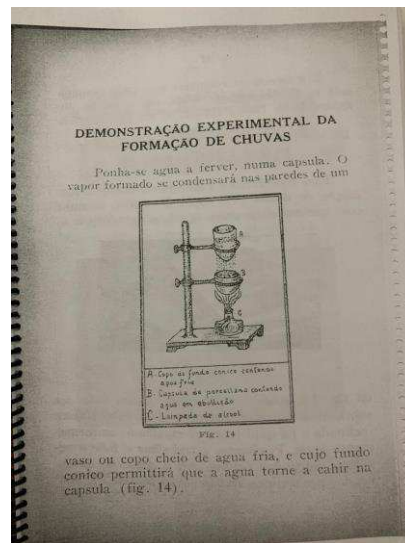 DEMONSTRAÇÃO EXPERIMENTAL DA
FORMAÇÃO DE CHUVAS
Ponha-se agua a ferver, numa capsula. O
vapor formado se condensará nas paredes de um
A
B
C
A- Copo de fundo conico contendo
agua fria
B- Capsula de porcellana contendo
agua em ebulição
C- Lampada de alcool
FIG. 14
vaso ou copo cheio de agua fria, e cujo fundo
conico permittirá que a agua torne a cahir na
capsula (fig. 14).